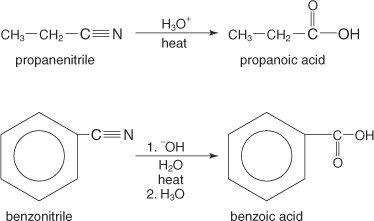 CH₃—CH₂—C≡N
H₃O⁺
heat
O
CH₃—CH₂—C—OH
propanenitrile
propanoic acid
C≡N
1. ⁻OH
H₂O
heat
2. H₃O
C—OH
O
benzonitrile
benzoic acid